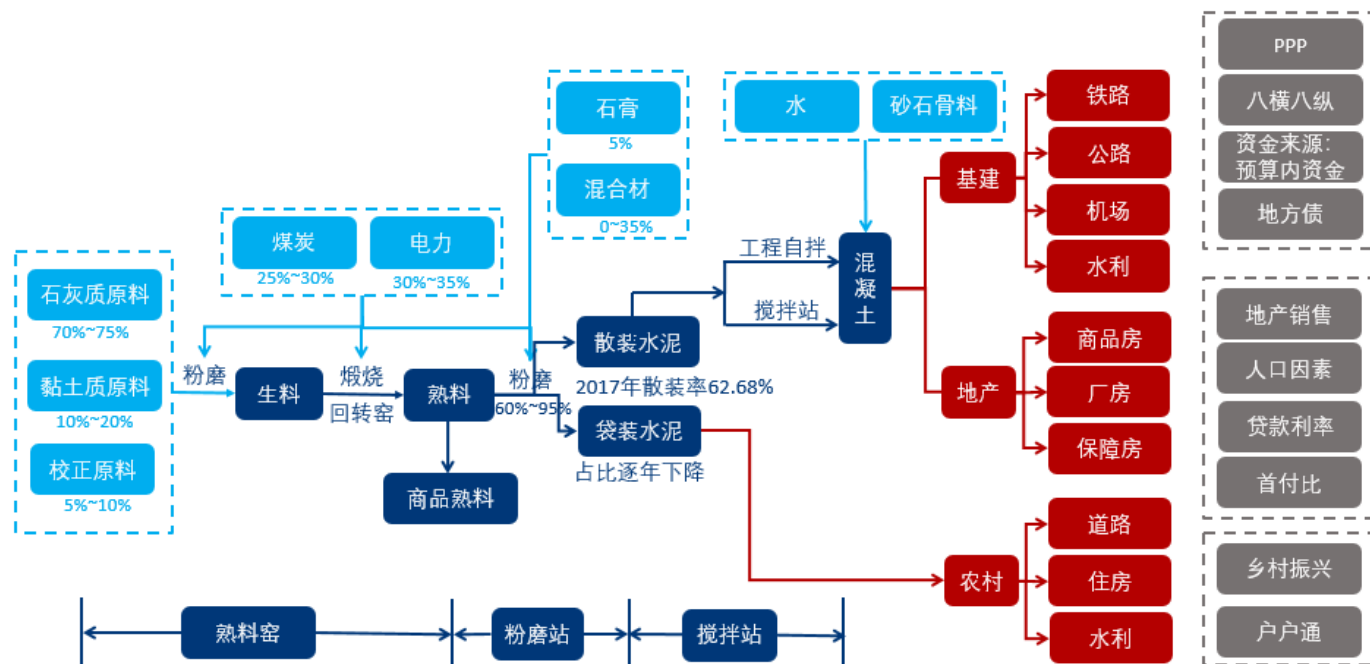 石灰质原料
70%~75%
黏土质原料
10%~20%
校正原料
5%~10%
煤炭
25%~30%
电力
30%~35%
粉磨
生料
煅烧
回转窑
熟料
商品熟料
石膏
5%
混合材
0~35%
粉磨
60%~95%
散装水泥
2017年散装率62.68%
袋装水泥
占比逐年下降
工程自拌
搅拌站
水
砂石骨料
混
凝
土
基建
铁路
公路
机场
水利
地产
商品房
厂房
保障房
农村
道路
住房
水利
PPP
八横八纵
资金来源：
预算内资金
地方债
地产销售
人口因素
贷款利率
首付比
乡村振兴
户户通
熟料窑
粉磨站
搅拌站